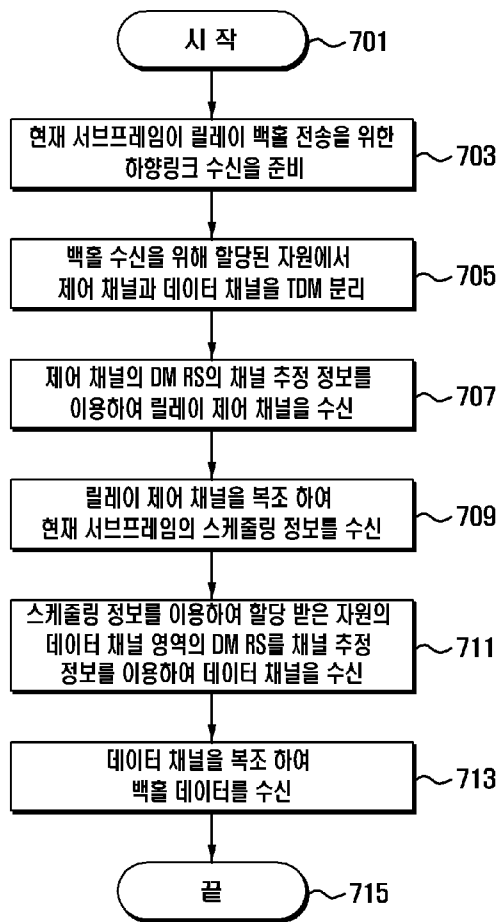 시 작
701
현재 서브프레임이 릴레이 백홀 전송을 위한
하향링크 수신을 준비
703
백홀 수신을 위해 할당된 자원에서
제어 채널과 데이터 채널을 TDM 분리
705
제어 채널의 DM RS의 채널 추정 정보를
이용하여 릴레이 제어 채널을 수신
707
릴레이 제어 채널을 복조 하여
현재 서브프레임의 스케줄링 정보를 수신
709
스케줄링 정보를 이용하여 할당 받은 자원의
데이터 채널 영역의 DM RS를 채널 추정
정보를 이용하여 데이터 채널을 수신
711
데이터 채널을 복조 하여
백홀 데이터를 수신
713
끝
715